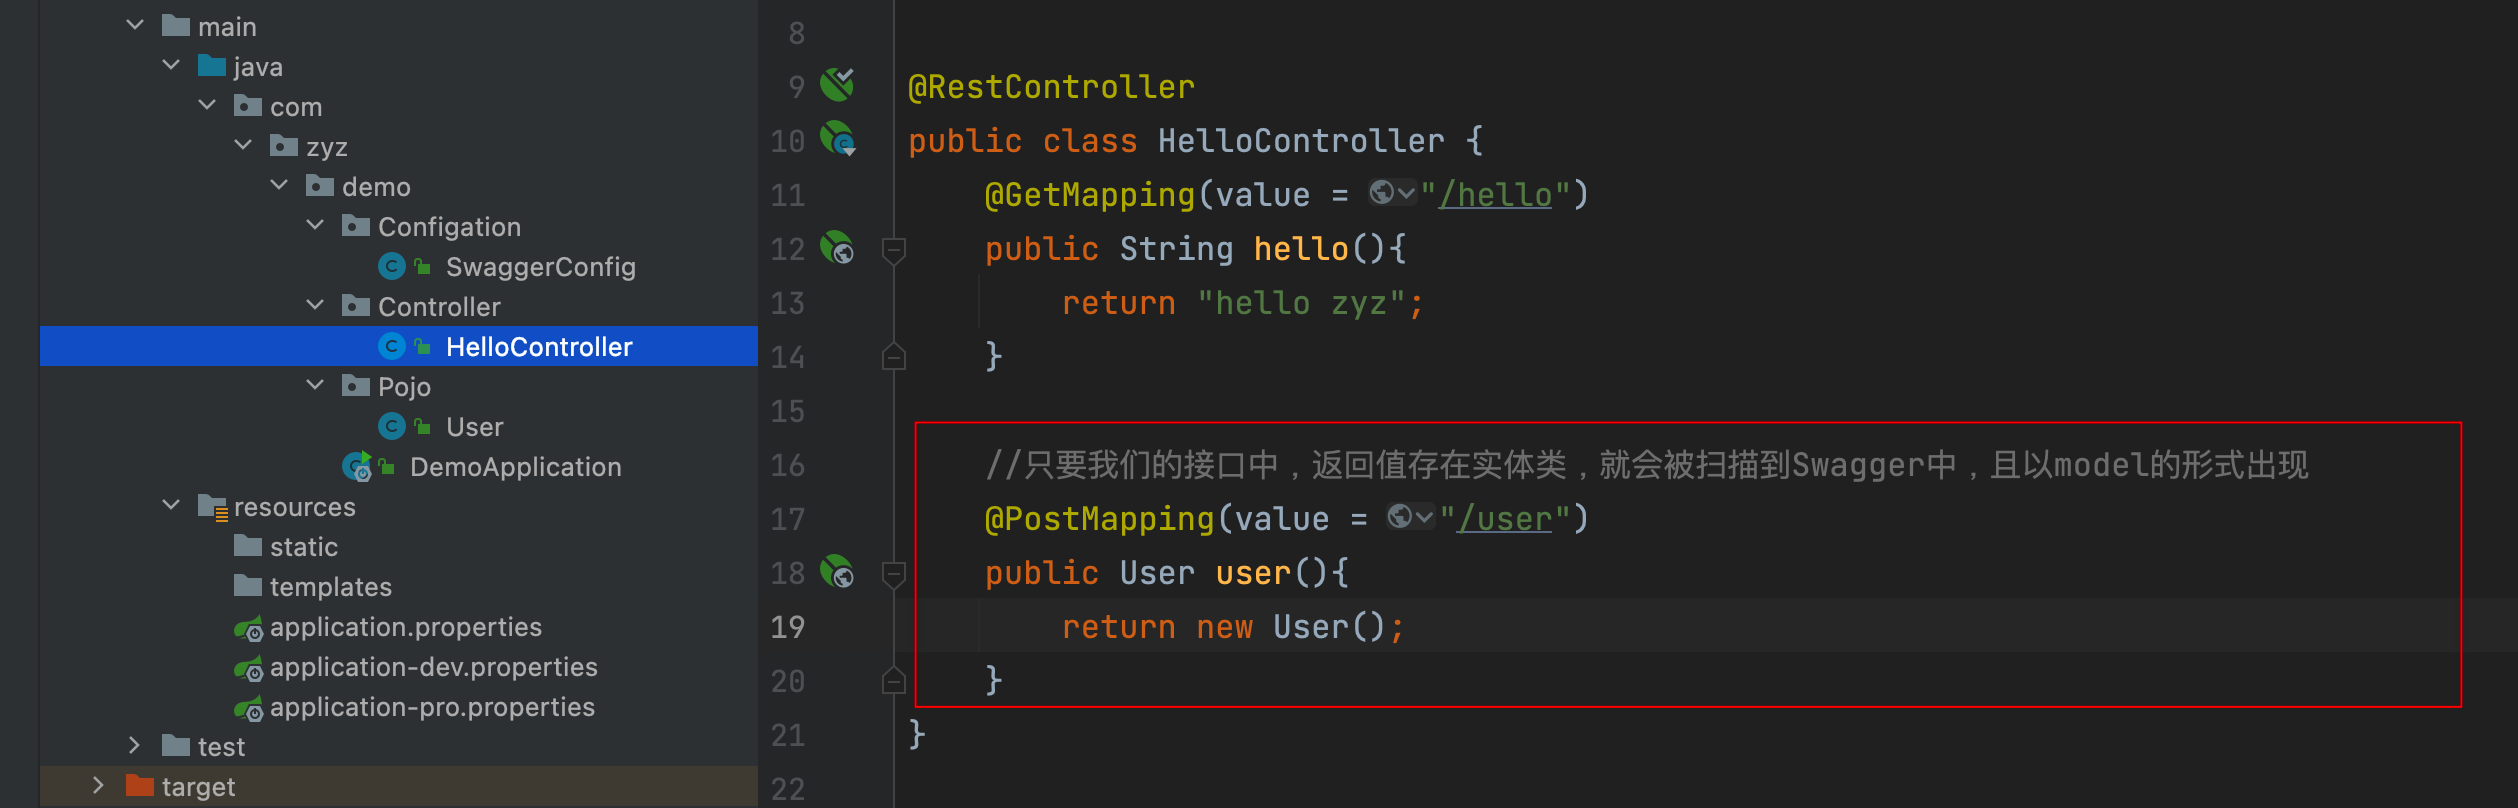 main
java
com
zyz
demo
Configation
SwaggerConfig
Controller
HelloController
Pojo
User
DemoApplication
resources
static
templates
application.properties
application-dev.properties
application-pro.properties
test
target
8
9 @RestController
10 public class HelloController {
11 @GetMapping(value = "/hello")
12 public String hello(){
13 return "hello zyz";
14 }
15
16 //只要我们的接口中，返回值存在实体类，就会被扫描到Swagger中，且以model的形式出现
17 @PostMapping(value = "/user")
18 public User user(){
19 return new User();
20 }
21 }
22